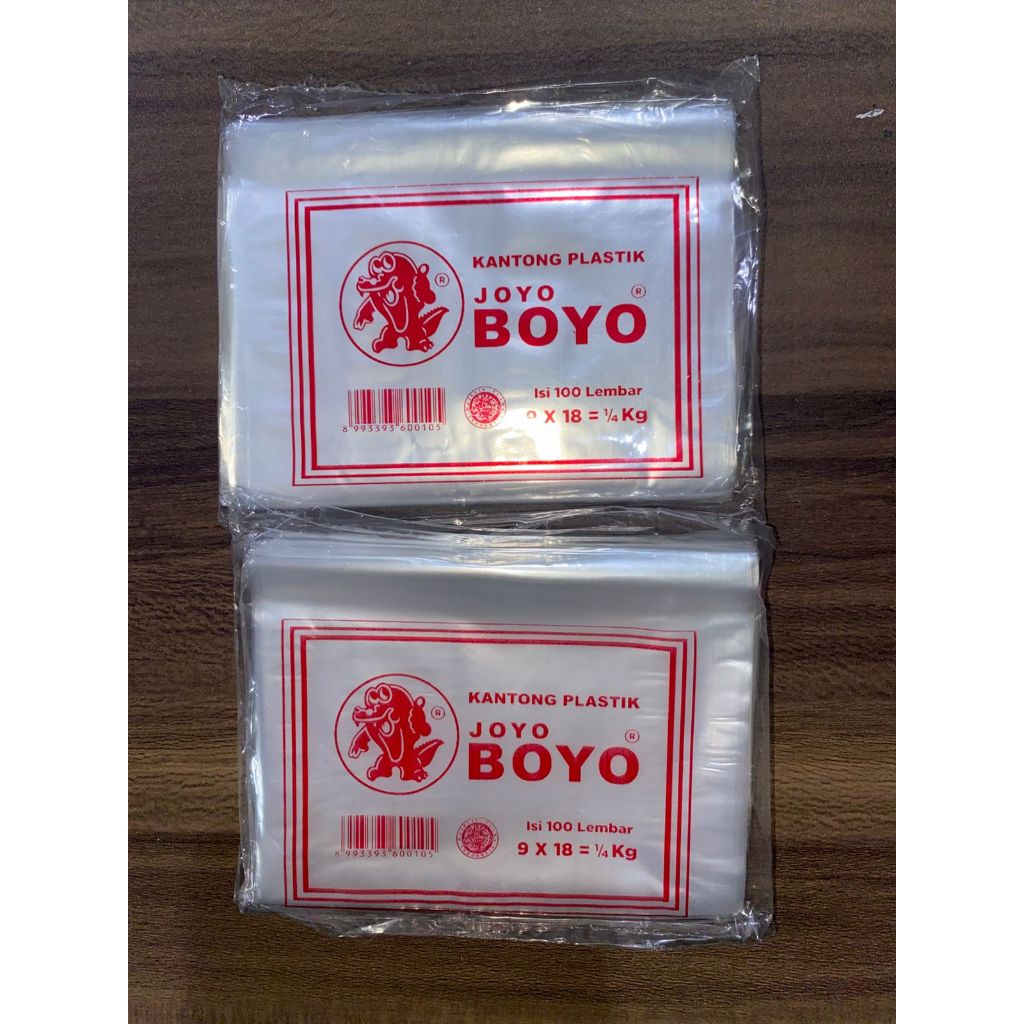 KANTONG PLASTIK
®
JOYO ®
BOYO
Isi 100 Lembar
8 993393 600105
9 X 18 = ¼ Kg
KANTONG PLASTIK
®
JOYO ®
BOYO
Isi 100 Lembar
8 993393 600105
9 X 18 = ¼ Kg